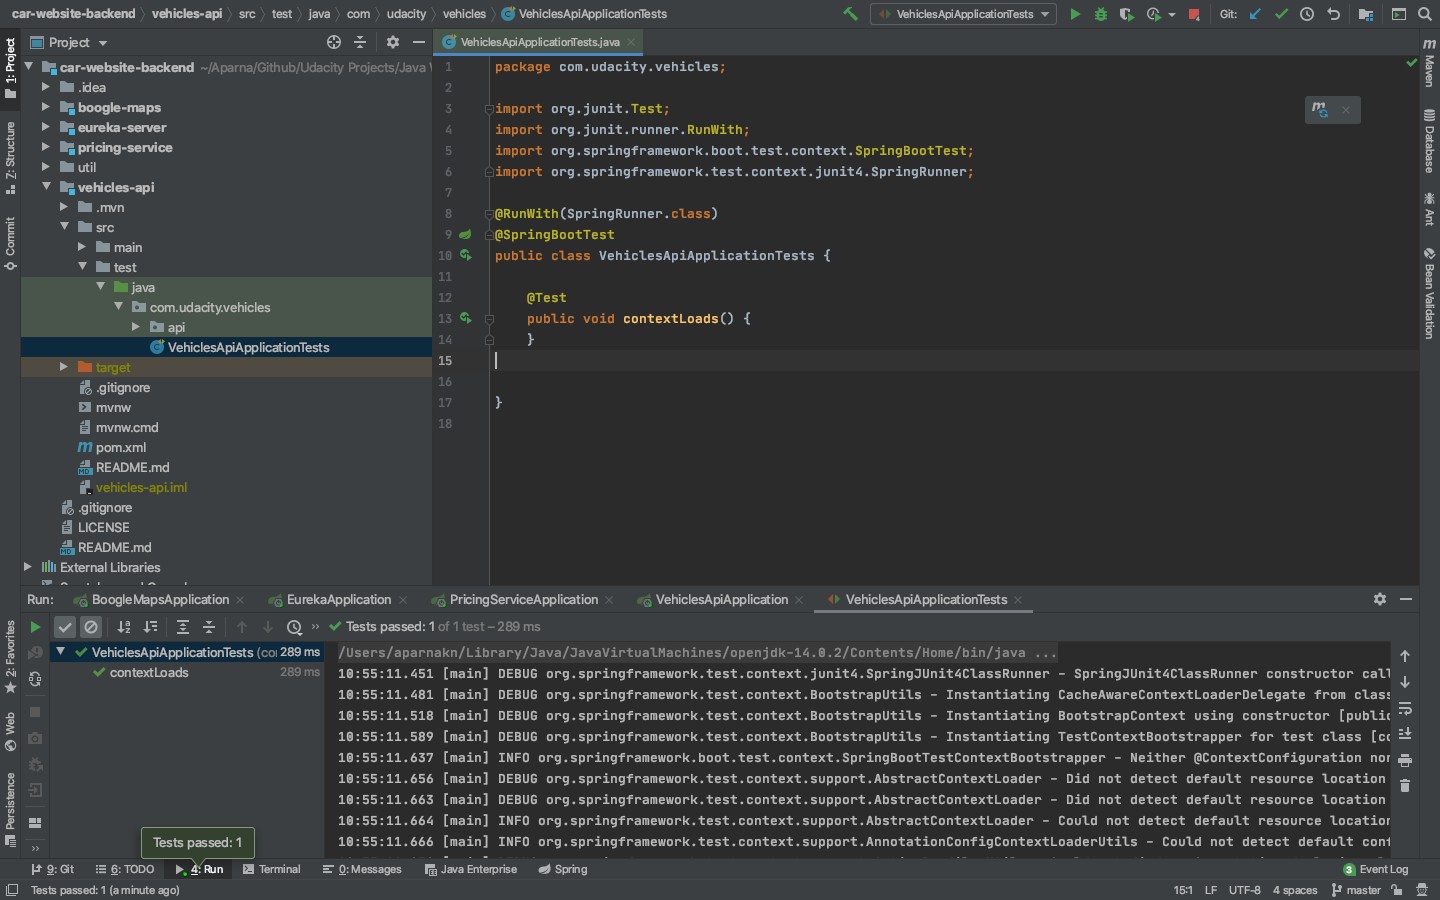 car-website-backend vehicles-api src test java com udacity vehicles VehiclesApiApplicationTests
VehiclesApiApplicationTests
Git:
Project
VehiclesApiApplicationTests.java
1: Project
Z: Structure
Commit
2: Favorites
Web
Persistence
car-website-backend ~/Aparna/Github/Udacity Projects/Java
.idea
boogle-maps
eureka-server
pricing-service
util
vehicles-api
.mvn
src
main
test
java
com.udacity.vehicles
api
VehiclesApiApplicationTests
target
.gitignore
mvnw
mvnw.cmd
pom.xml
README.md
vehicles-api.iml
.gitignore
LICENSE
README.md
External Libraries
1 package com.udacity.vehicles;
2
3 import org.junit.Test;
4 import org.junit.runner.RunWith;
5 import org.springframework.boot.test.context.SpringBootTest;
6 import org.springframework.test.context.junit4.SpringRunner;
7
8 @RunWith(SpringRunner.class)
9 @SpringBootTest
10 public class VehiclesApiApplicationTests {
11
12 @Test
13 public void contextLoads() {
14 }
15
16
17 }
18
Maven
Database
Ant
Bean Validation
Run: BoogleMapsApplication EurekaApplication PricingServiceApplication VehiclesApiApplication VehiclesApiApplicationTests
Tests passed: 1 of 1 test – 289 ms
VehiclesApiApplicationTests (co 289 ms
contextLoads 289 ms
/Users/aparnakn/Library/Java/JavaVirtualMachines/openjdk-14.0.2/Contents/Home/bin/java ...
10:55:11.451 [main] DEBUG org.springframework.test.context.junit4.SpringJUnit4ClassRunner - SpringJUnit4ClassRunner constructor call
10:55:11.481 [main] DEBUG org.springframework.test.context.BootstrapUtils - Instantiating CacheAwareContextLoaderDelegate from class
10:55:11.518 [main] DEBUG org.springframework.test.context.BootstrapUtils - Instantiating BootstrapContext using constructor [public
10:55:11.589 [main] DEBUG org.springframework.test.context.BootstrapUtils - Instantiating TestContextBootstrapper for test class [co
10:55:11.637 [main] INFO org.springframework.boot.test.context.SpringBootTestContextBootstrapper - Neither @ContextConfiguration nor
10:55:11.656 [main] DEBUG org.springframework.test.context.support.AbstractContextLoader - Did not detect default resource location
10:55:11.663 [main] DEBUG org.springframework.test.context.support.AbstractContextLoader - Did not detect default resource location
10:55:11.664 [main] INFO org.springframework.test.context.support.AbstractContextLoader - Could not detect default resource location
10:55:11.666 [main] INFO org.springframework.test.context.support.AnnotationConfigContextLoaderUtils - Could not detect default conf
Tests passed: 1
9: Git 6: TODO 4: Run Terminal 0: Messages Java Enterprise Spring 3 Event Log
Tests passed: 1 (a minute ago) 15:1 LF UTF-8 4 spaces master